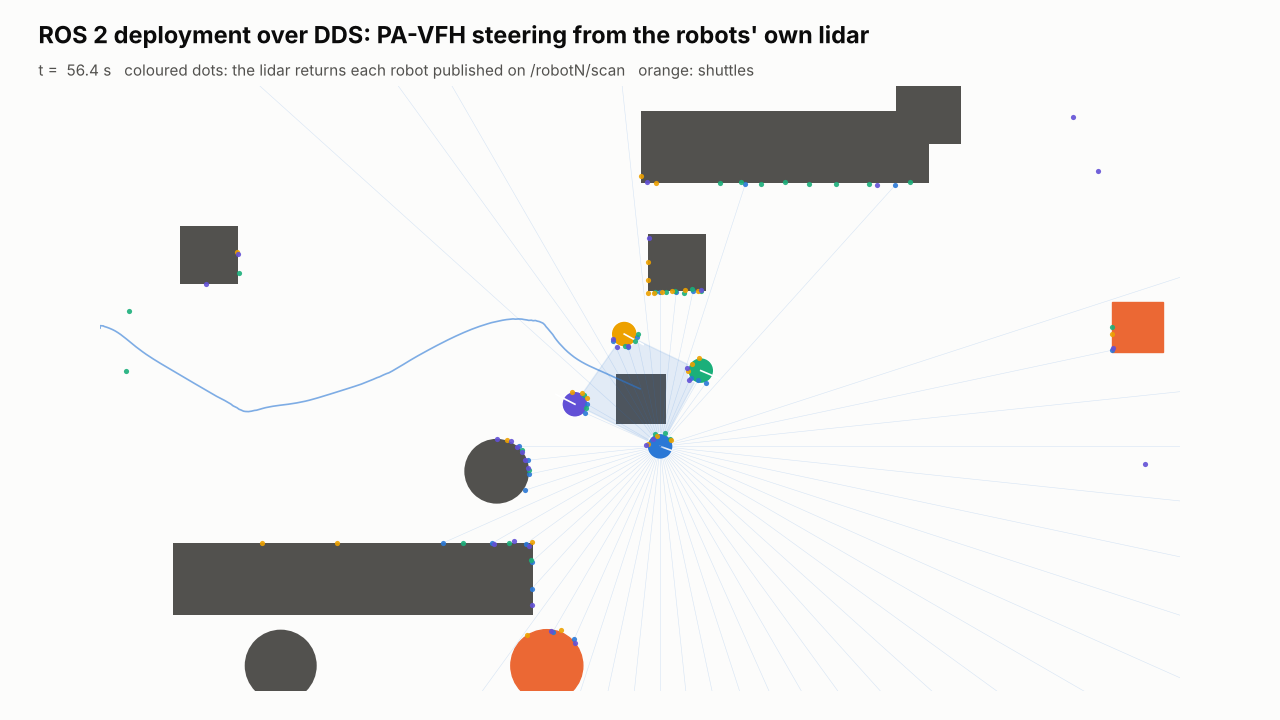 ROS 2 deployment over DDS: PA-VFH steering from the robots' own lidar
t =  56.4 s   coloured dots: the lidar returns each robot published on /robotN/scan   orange: shuttles